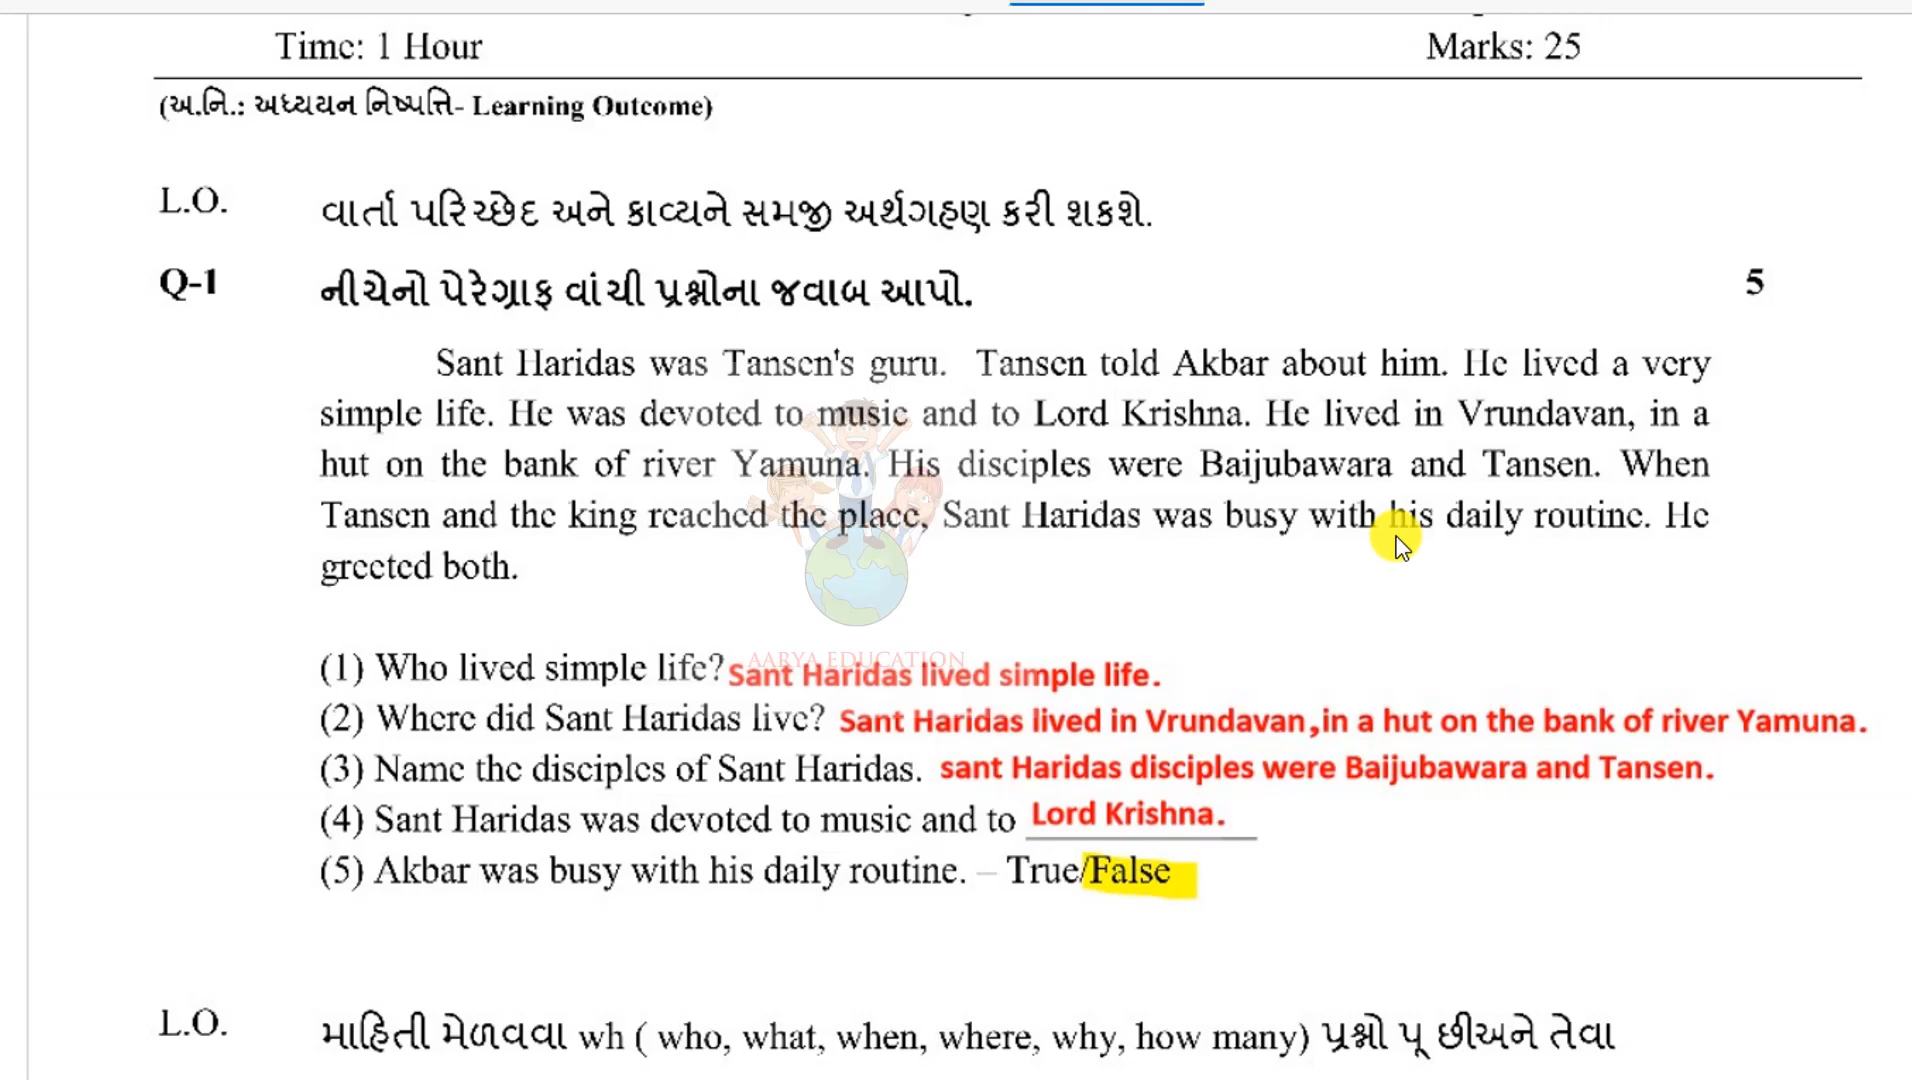 Time: 1 Hour Marks: 25
(અ.નિ.: અધ્યયન નિષ્પત્તિ- Learning Outcome)
L.O. વાર્તા પરિચ્છેદ અને કાવ્યને સમજી અર્થગહણ કરી શકશે.
Q-1 નીચેનો પેરેગ્રાફ વાંચી પ્રશ્નોના જવાબ આપો. 5
Sant Haridas was Tansen's guru. Tansen told Akbar about him. He lived a very
simple life. He was devoted to music and to Lord Krishna. He lived in Vrundavan, in a
hut on the bank of river Yamuna. His disciples were Baijubawara and Tansen. When
Tansen and the king reached the place, Sant Haridas was busy with his daily routine. He
greeted both.
AARYA EDUCATION
(1) Who lived simple life? Sant Haridas lived simple life.
(2) Where did Sant Haridas live? Sant Haridas lived in Vrundavan,in a hut on the bank of river Yamuna.
(3) Name the disciples of Sant Haridas. sant Haridas disciples were Baijubawara and Tansen.
(4) Sant Haridas was devoted to music and to Lord Krishna.
(5) Akbar was busy with his daily routine. – True/False
L.O. માહિતી મેળવવા wh ( who, what, when, where, why, how many) પ્રશ્નો પૂ છીઅને તેવા